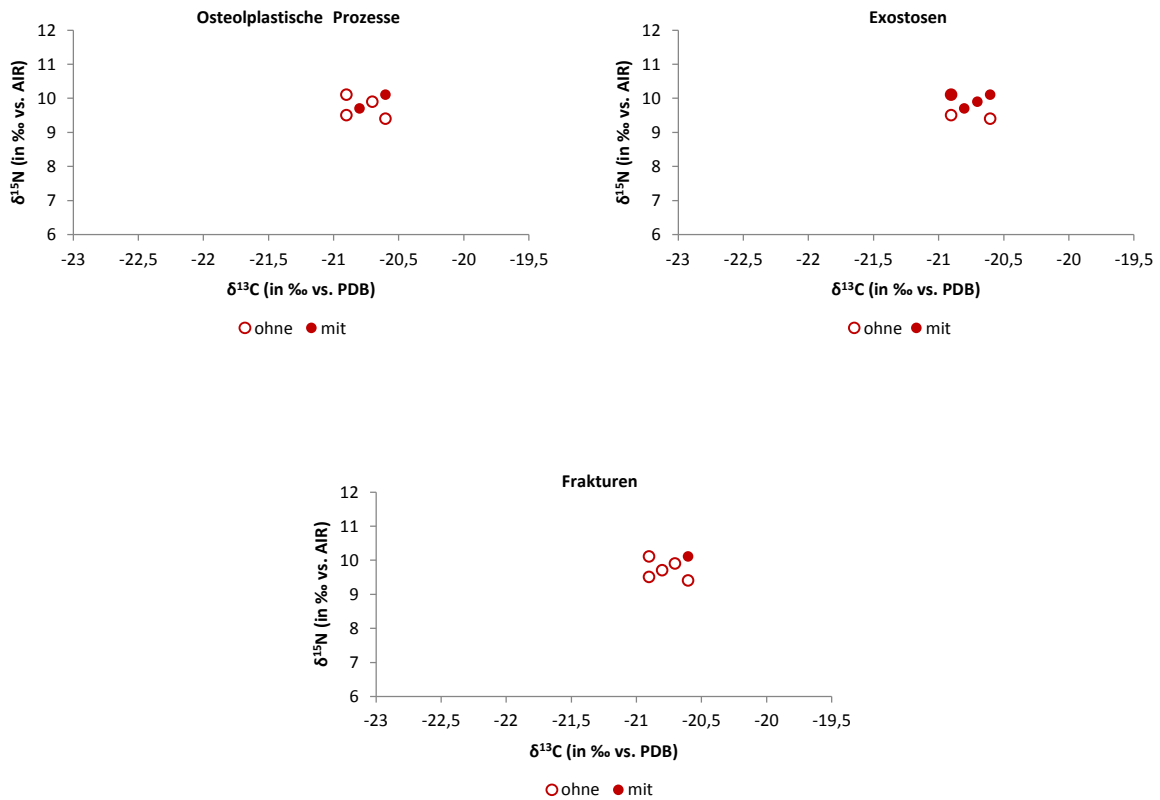 Osteolplastische Prozesse
12
11
10
9
8
7
6
δ¹⁵N (in ‰ vs. AIR)
-23 -22,5 -22 -21,5 -21 -20,5 -20 -19,5
δ¹³C (in ‰ vs. PDB)
ohne mit
Exostosen
12
11
10
9
8
7
6
δ¹⁵N (in ‰ vs. AIR)
-23 -22,5 -22 -21,5 -21 -20,5 -20 -19,5
δ¹³C (in ‰ vs. PDB)
ohne mit
Frakturen
12
11
10
9
8
7
6
δ¹⁵N (in ‰ vs. AIR)
-23 -22,5 -22 -21,5 -21 -20,5 -20 -19,5
δ¹³C (in ‰ vs. PDB)
ohne mit